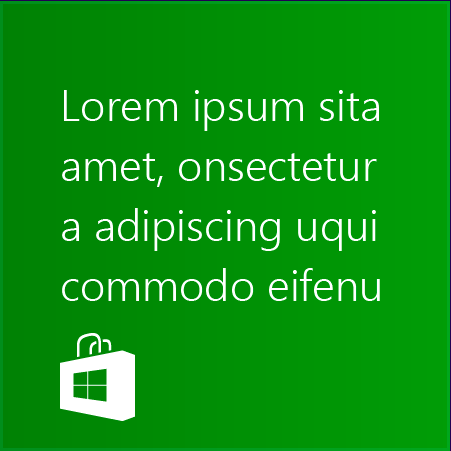 Lorem ipsum sita
amet, onsectetur
a adipiscing uqui
commodo eifenu